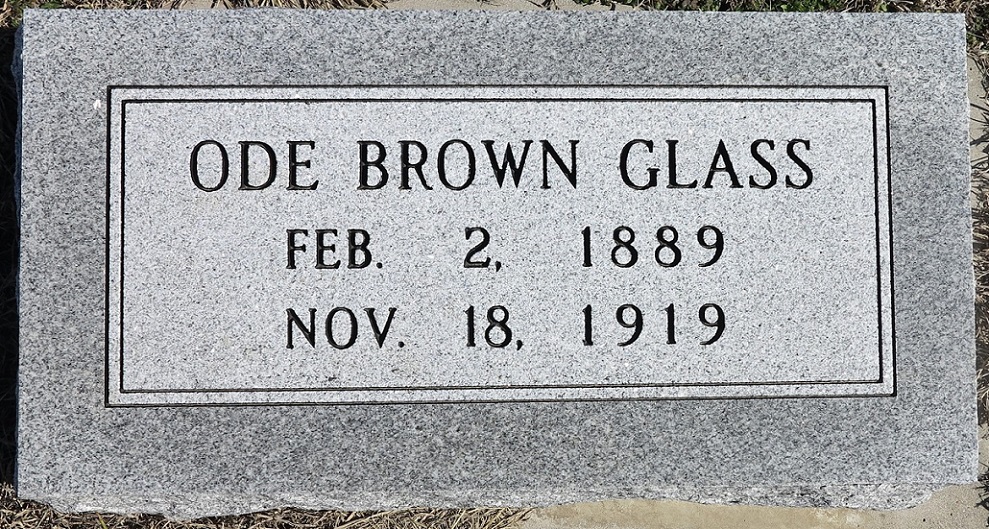 ODE BROWN GLASS
FEB. 2, 1889
NOV. 18, 1919